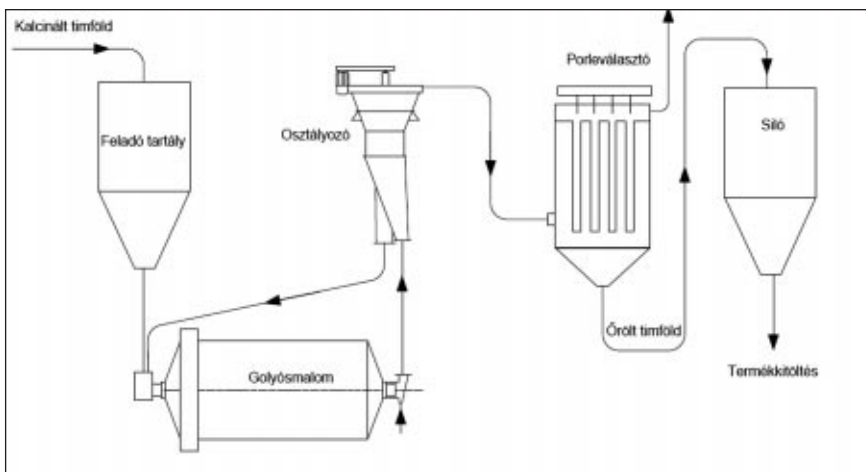 Kalcinált timföld
Feladó tartály
Osztályozó
Porleválasztó
Siló
Golyósmalom
Őrölt timföld
Termékkitöltés